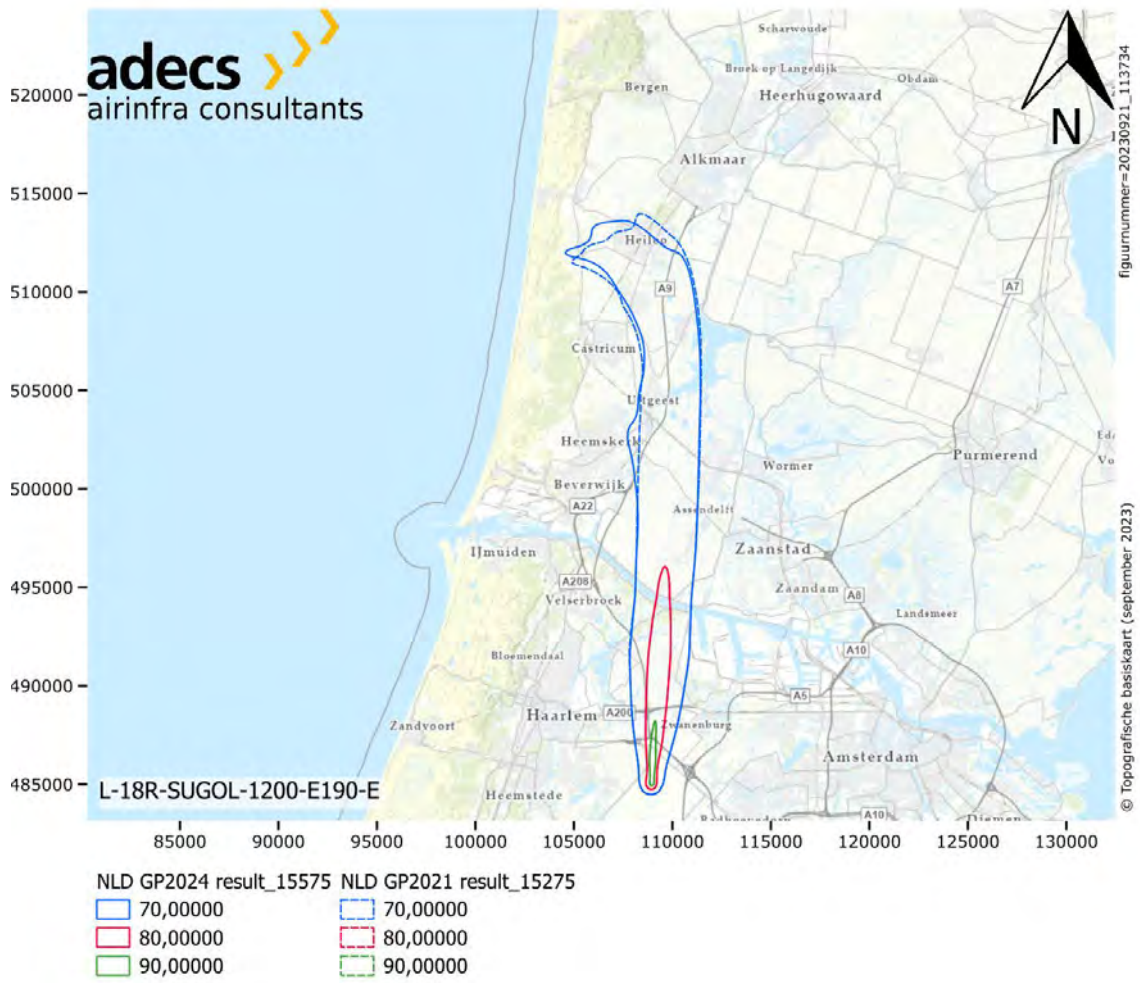 adecs
airinfra consultants
N
figuurnummer=20230921_113734
© Topografische basiskaart (september 2023)
520000
515000
510000
505000
500000
495000
490000
485000
Scharwoude
Broek op Langedijk
Obdam
Bergen
Heerhugowaard
Alkmaar
Heiloo
A9
A7
Castricum
Uitgeest
Heemskerk
Purmerend
Wormer
Beverwijk
A22
Assendelft
IJmuiden
Zaanstad
A208
Zaandam
A8
Velserbroek
Landsmeer
Bloemendaal
A10
A5
Haarlem
A200
Zwanenburg
Zandvoort
Amsterdam
Heemstede
A10
Diemen
L-18R-SUGOL-1200-E190-E
85000 90000 95000 100000 105000 110000 115000 120000 125000 130000
NLD GP2024 result_15575 NLD GP2021 result_15275
70,00000 70,00000
80,00000 80,00000
90,00000 90,00000